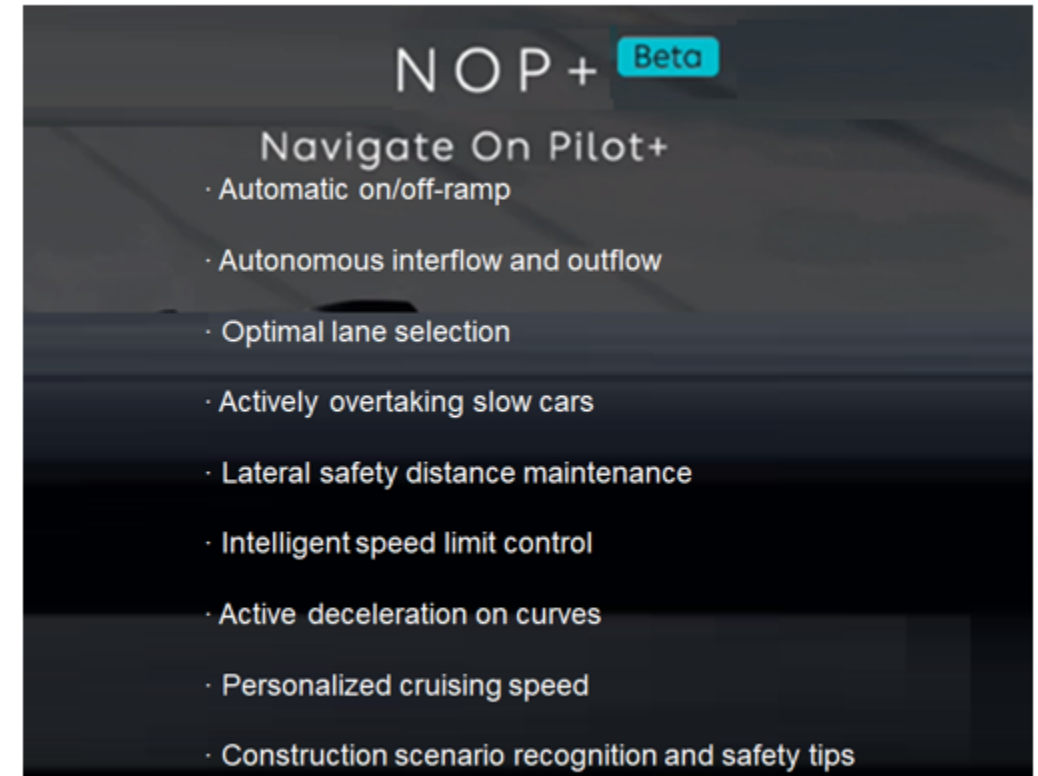 NOP+ Beta
Navigate On Pilot+
· Automatic on/off-ramp
· Autonomous interflow and outflow
· Optimal lane selection
· Actively overtaking slow cars
· Lateral safety distance maintenance
· Intelligent speed limit control
· Active deceleration on curves
· Personalized cruising speed
· Construction scenario recognition and safety tips